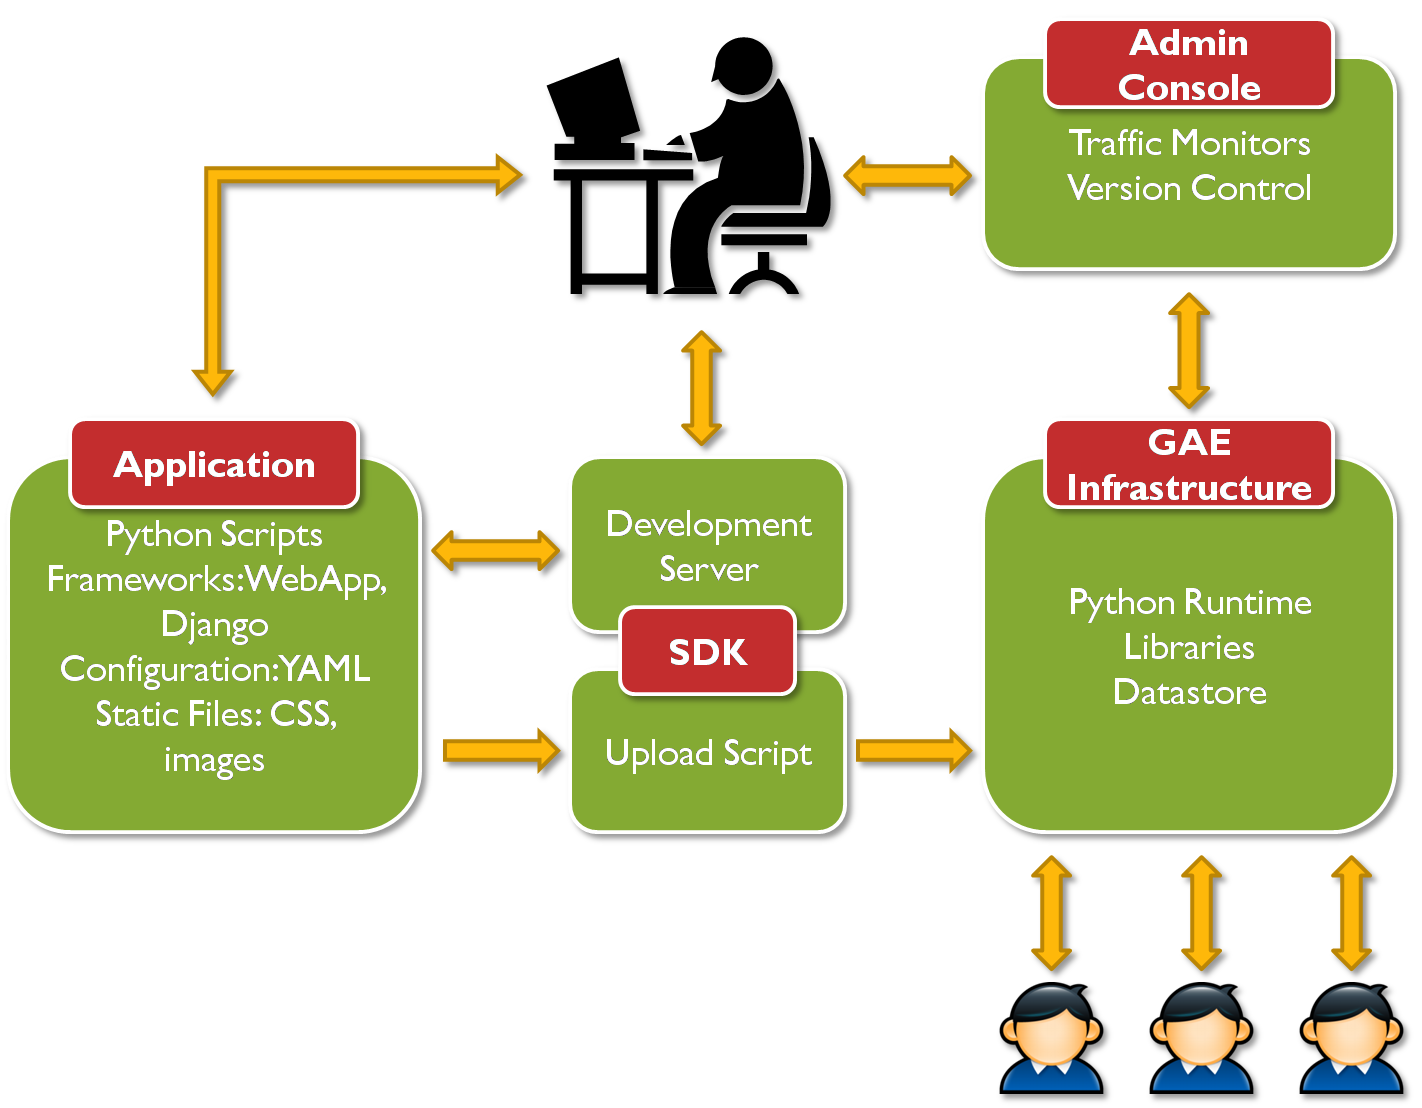 Admin
Console
Traffic Monitors
Version Control
Application
Python Scripts
Frameworks:WebApp,
Django
Configuration:YAML
Static Files: CSS,
images
Development
Server
SDK
Upload Script
GAE
Infrastructure
Python Runtime
Libraries
Datastore